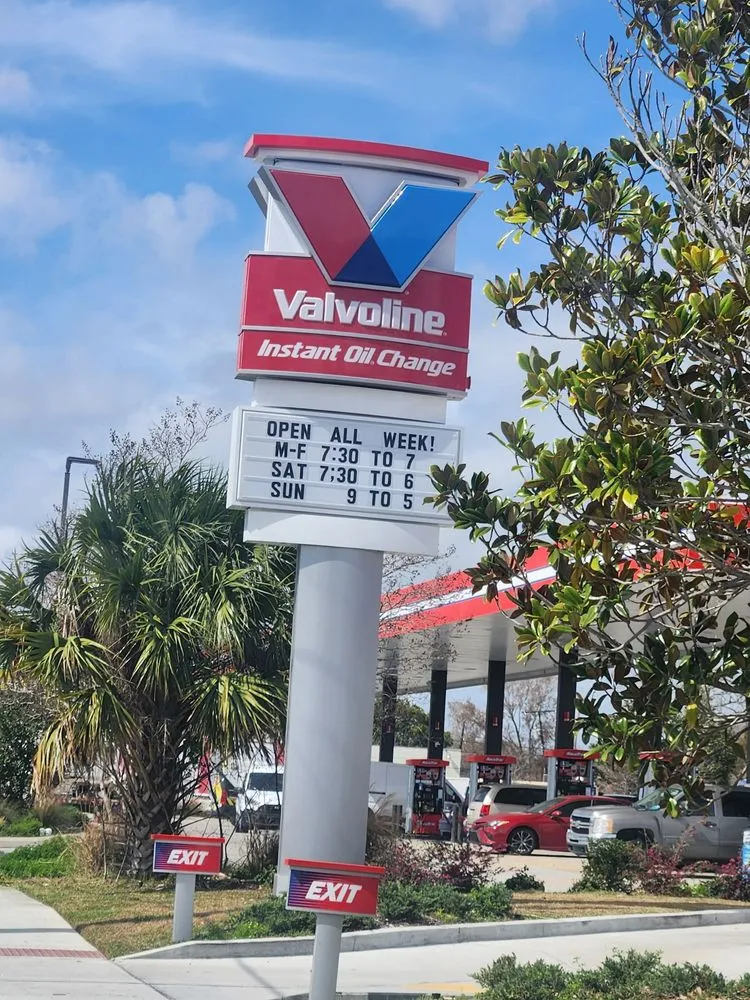 Valvoline
Instant Oil Change
OPEN ALL WEEK!
M-F 7:30 TO 7
SAT 7;30 TO 6
SUN 9 TO 5
EXIT
EXIT